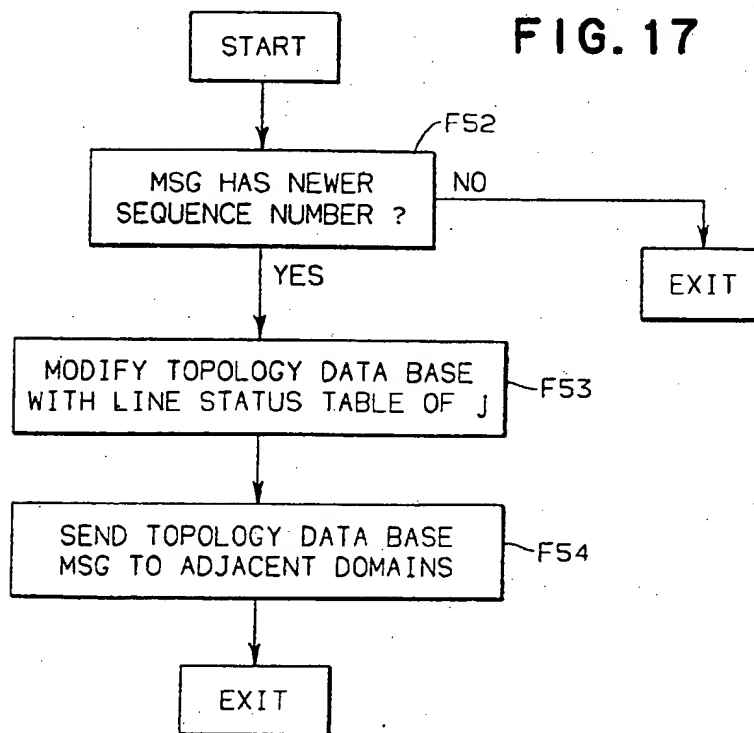 FIG. 17
START
F52
MSG HAS NEWER
SEQUENCE NUMBER ?
NO
EXIT
YES
MODIFY TOPOLOGY DATA BASE
WITH LINE STATUS TABLE OF j
F53
SEND TOPOLOGY DATA BASE
MSG TO ADJACENT DOMAINS
F54
EXIT